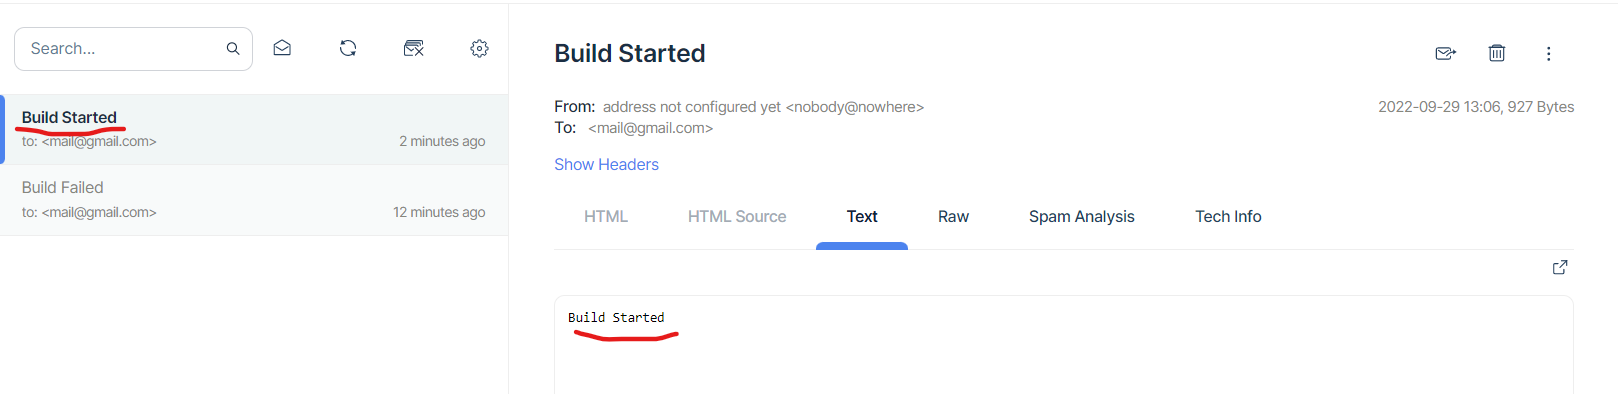 Search...
Build Started
to: <mail@gmail.com> 2 minutes ago
Build Failed
to: <mail@gmail.com> 12 minutes ago
Build Started
From: address not configured yet <nobody@nowhere> 2022-09-29 13:06, 927 Bytes
To: <mail@gmail.com>
Show Headers
HTML HTML Source Text Raw Spam Analysis Tech Info
Build Started